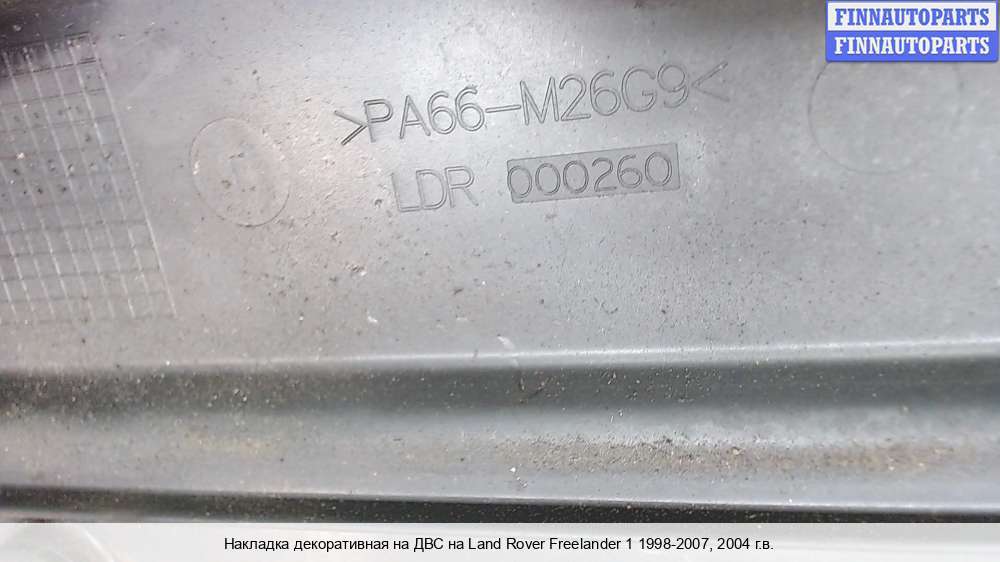 FINNAUTOPARTS
FINNAUTOPARTS
>PA66-M26G9<
LDR 000260
Накладка декоративная на ДВС на Land Rover Freelander 1 1998-2007, 2004 г.в.